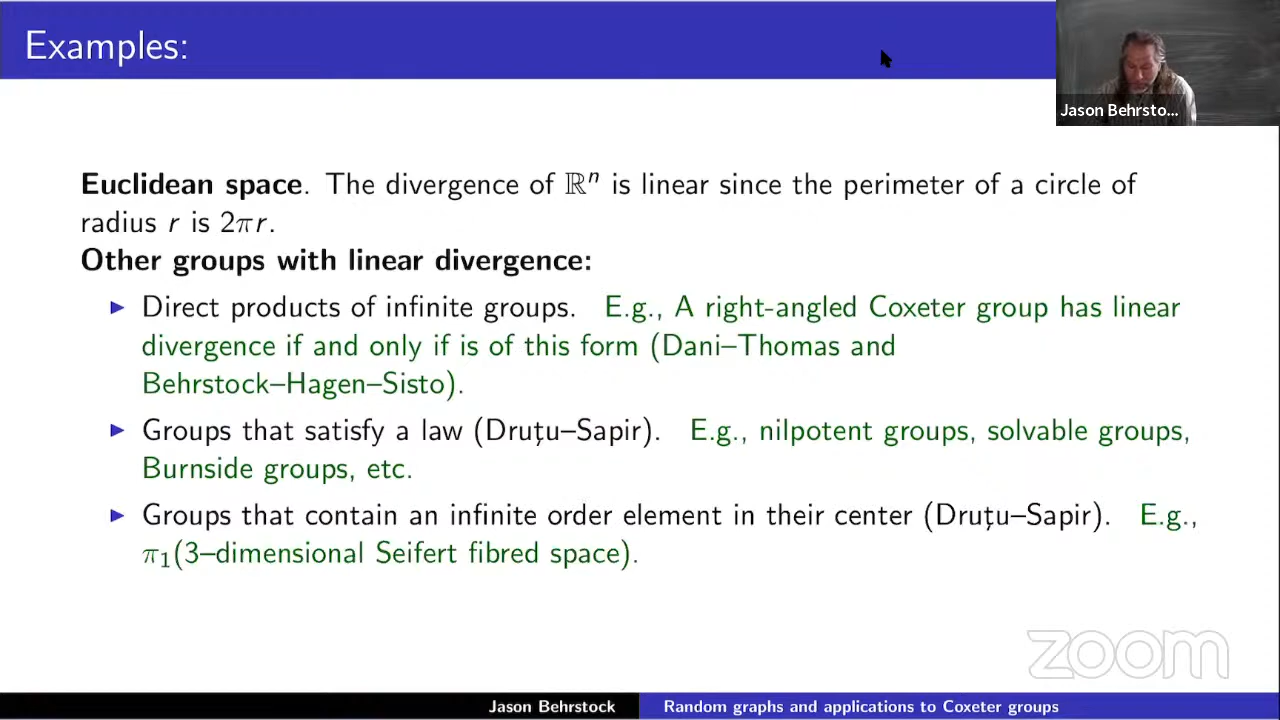 Examples:
Jason Behrsto...
Euclidean space. The divergence of ℝⁿ is linear since the perimeter of a circle of
radius r is 2πr.
Other groups with linear divergence:
▶ Direct products of infinite groups. E.g., A right-angled Coxeter group has linear
divergence if and only if is of this form (Dani–Thomas and
Behrstock–Hagen–Sisto).
▶ Groups that satisfy a law (Druţu–Sapir). E.g., nilpotent groups, solvable groups,
Burnside groups, etc.
▶ Groups that contain an infinite order element in their center (Druţu–Sapir). E.g.,
π₁(3–dimensional Seifert fibred space).
zoom
Jason Behrstock
Random graphs and applications to Coxeter groups